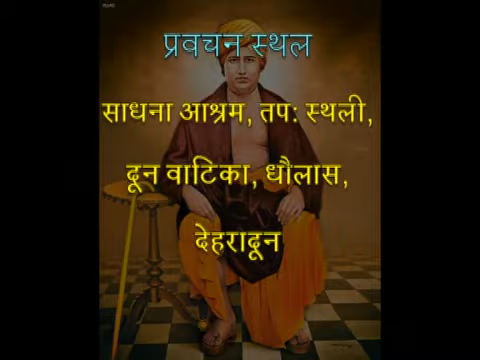 प्रवचन स्थल
साधना आश्रम, तप: स्थली,
दून वाटिका, धौलास,
देहरादून